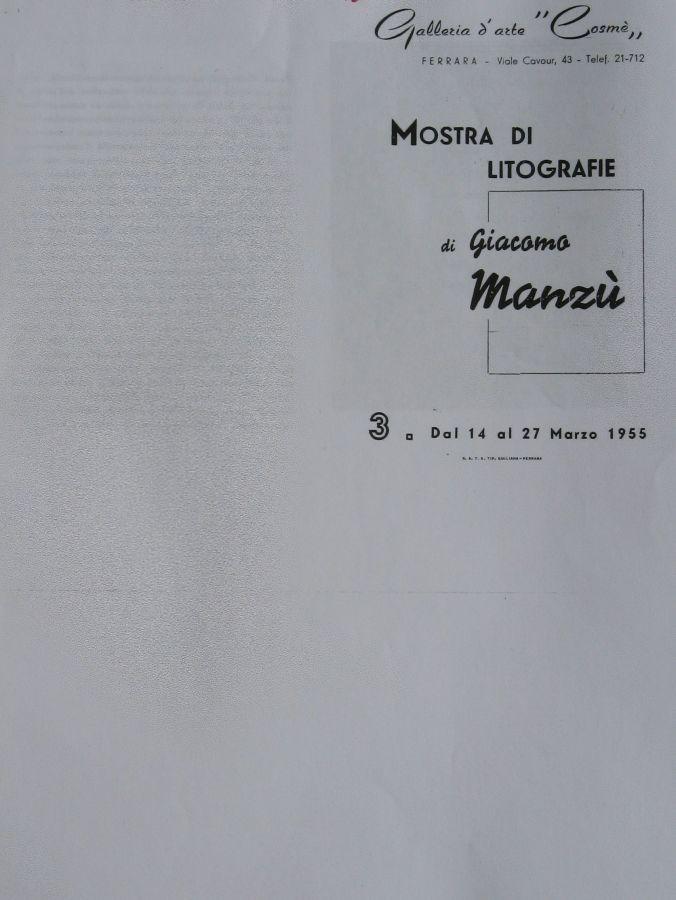 Galleria d'arte "Cosmè,,
FERRARA - Viale Cavour, 43 - Telef. 21-712
MOSTRA DI
LITOGRAFIE
di Giacomo
Manzù
3 . Dal 14 al 27 Marzo 1955